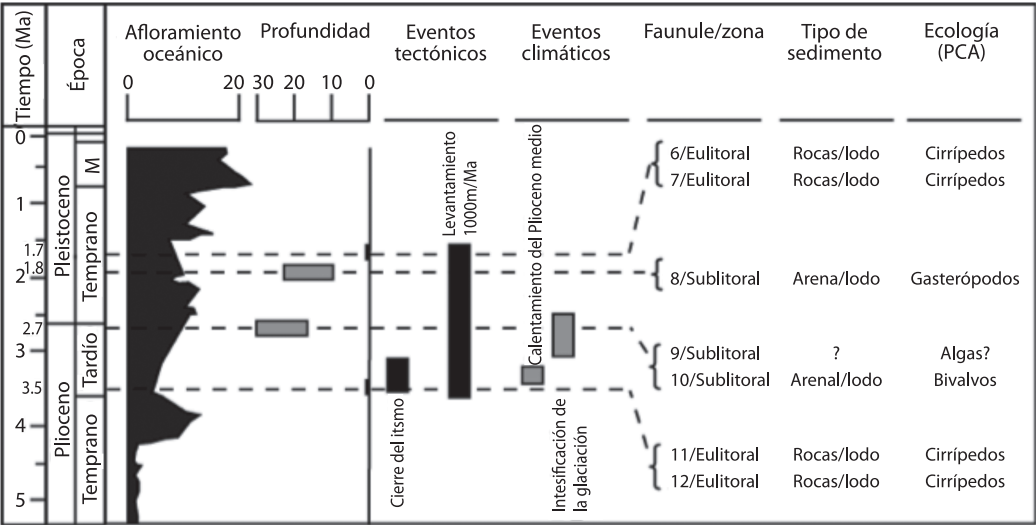 Tiempo (Ma)
Época
Afloramiento
oceánico
Profundidad
Eventos
tectónicos
Eventos
climáticos
Faunule/zona
Tipo de
sedimento
Ecología
(PCA)
0 20 30 20 10 0
0
1
1.7
1.8
2
2.7
3
3.5
4
5
Pleistoceno
Plioceno
M
Temprano
Tardío
Temprano
Levantamiento
1000m/Ma
Cierre del itsmo
Calentamiento del Plioceno medio
Intesificación de
la glaciación
6/Eulitoral Rocas/lodo Cirrípedos
7/Eulitoral Rocas/lodo Cirrípedos
8/Sublitoral Arena/lodo Gasterópodos
9/Sublitoral ? Algas?
10/Sublitoral Arenal/lodo Bivalvos
11/Eulitoral Rocas/lodo Cirrípedos
12/Eulitoral Rocas/lodo Cirrípedos